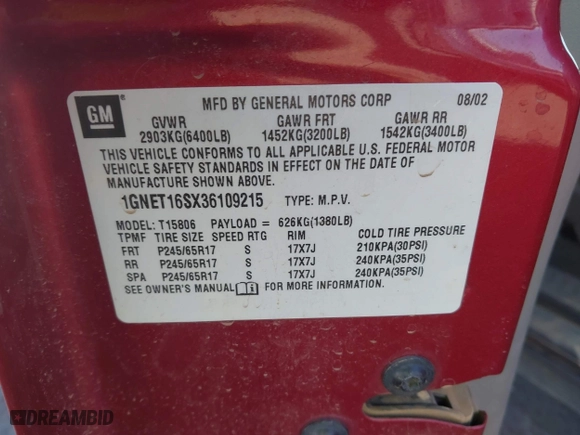 GM
MFD BY GENERAL MOTORS CORP 08/02
GVWR GAWR FRT GAWR RR
2903KG(6400LB) 1452KG(3200LB) 1542KG(3400LB)
THIS VEHICLE CONFORMS TO ALL APPLICABLE U.S. FEDERAL MOTOR
VEHICLE SAFETY STANDARDS IN EFFECT ON THE DATE OF
MANUFACTURE SHOWN ABOVE.
1GNET16SX36109215 TYPE: M.P.V.
MODEL: T15806 PAYLOAD = 626KG(1380LB)
TPMF TIRE SIZE SPEED RTG RIM COLD TIRE PRESSURE
FRT P245/65R17 S 17X7J 210KPA(30PSI)
RR P245/65R17 S 17X7J 240KPA(35PSI)
SPA P245/65R17 S 17X7J 240KPA(35PSI)
SEE OWNER'S MANUAL FOR MORE INFORMATION.
DREAMBID